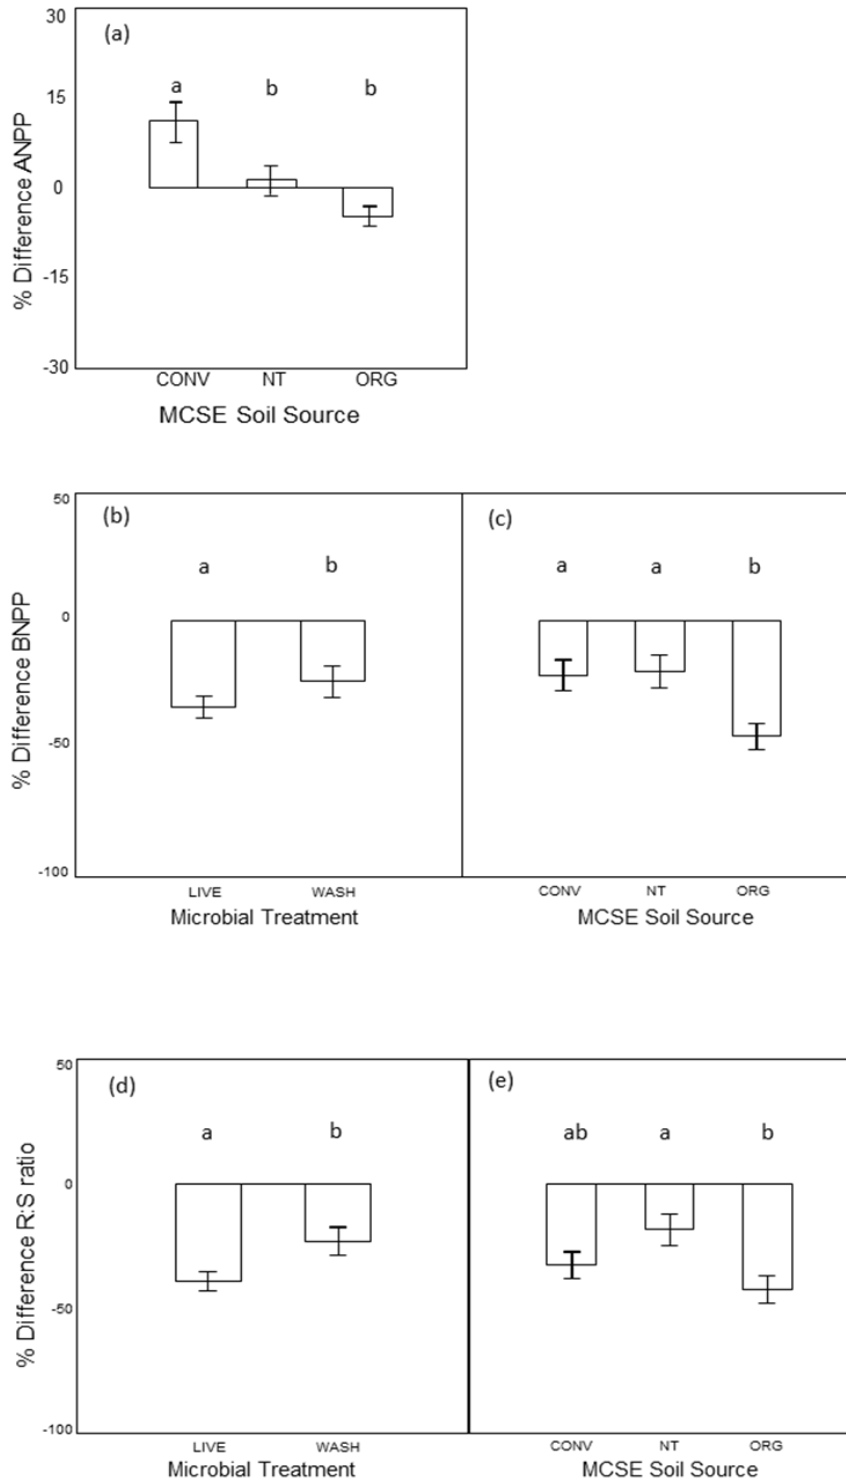 30
(a)
a b b
15
% Difference ANPP
0
-15
-30
CONV NT ORG
MCSE Soil Source
50
(b) (c)
a b a a b
0
% Difference BNPP
-50
-100
LIVE WASH CONV NT ORG
Microbial Treatment MCSE Soil Source
50
(d) (e)
a b ab a b
0
% Difference R:S ratio
-50
-100
LIVE WASH CONV NT ORG
Microbial Treatment MCSE Soil Source